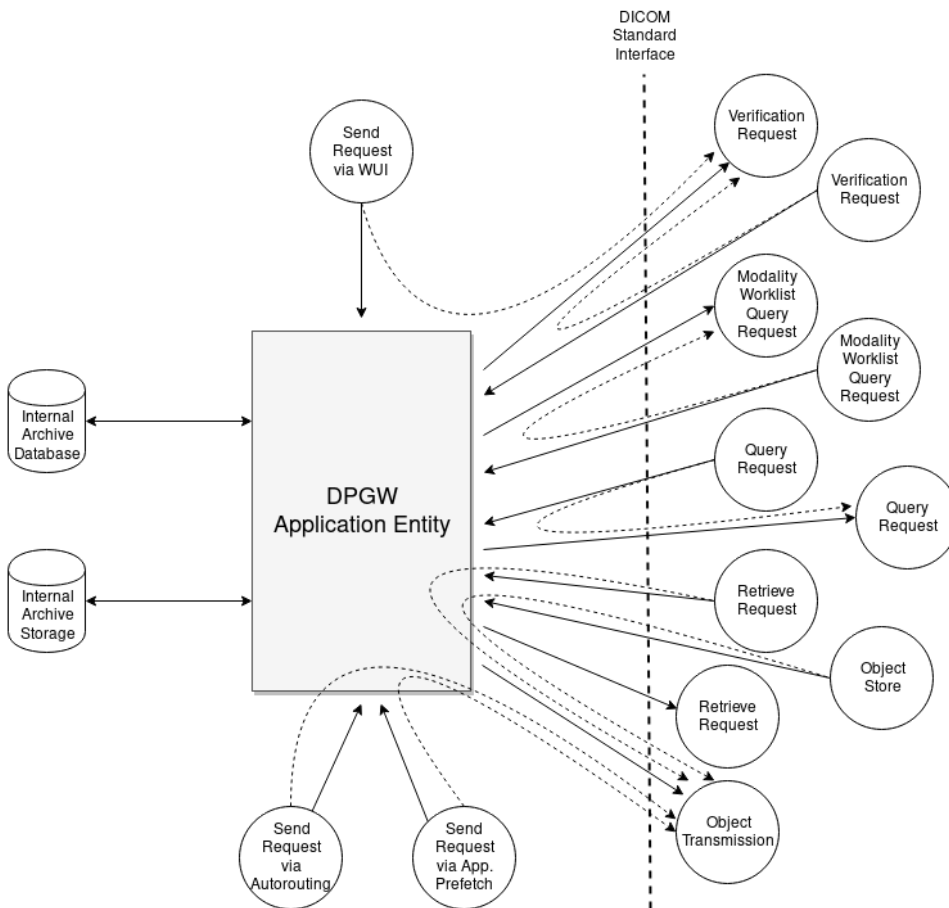 DICOM
Standard
Interface
Send
Request
via WUI
Verification
Request
Verification
Request
Modality
Worklist
Query
Request
Modality
Worklist
Query
Request
Internal
Archive
Database
Query
Request
DPGW
Application Entity
Query
Request
Internal
Archive
Storage
Retrieve
Request
Object
Store
Retrieve
Request
Send
Request
via
Autorouting
Send
Request
via App.
Prefetch
Object
Transmission